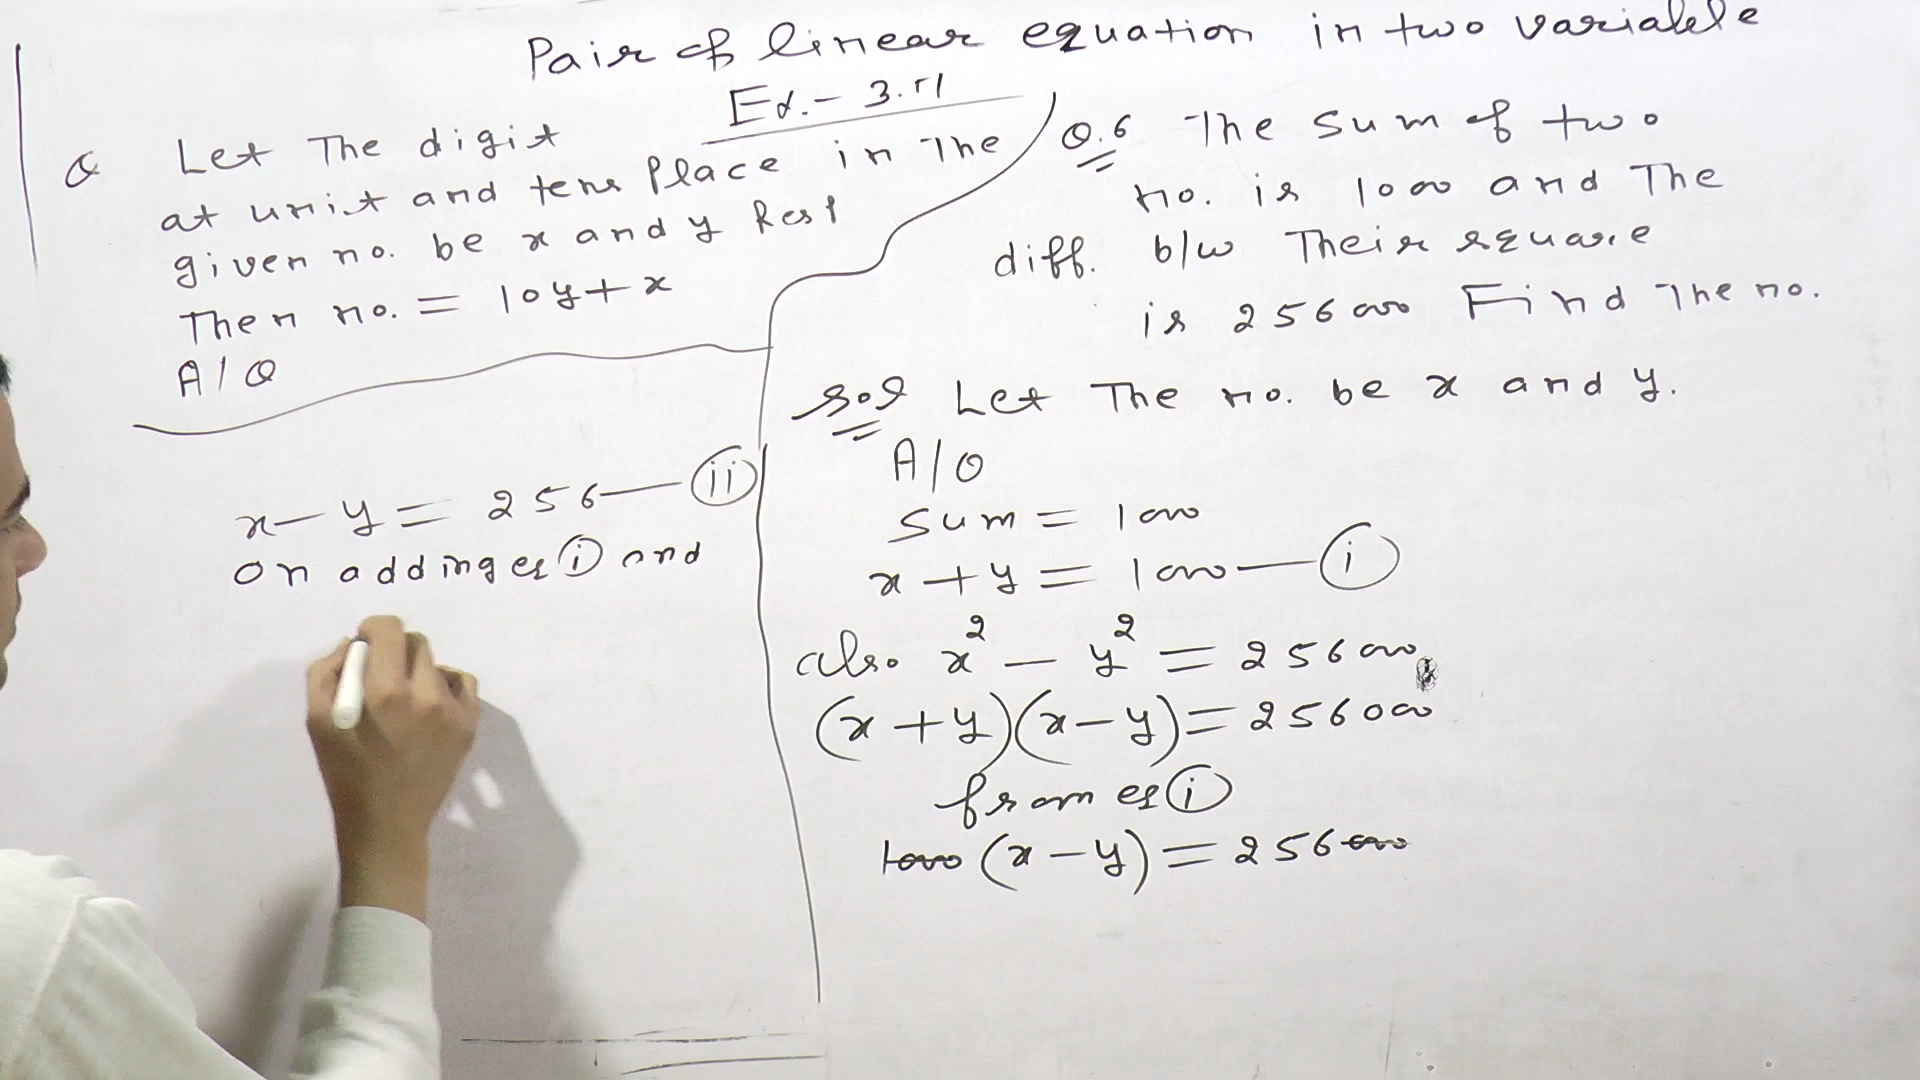 Pair of linear equation in two variable
Ex.- 3.
Q Let The digit
at unit and tens Place in The
given no. be x and y Resp
Then no. = 10y+x
A/Q
Q.6 The Sum of two
no. is 1000 and The
diff. b/w Their square
is 256000 Find The no.
Sol Let The no. be x and y.
A/Q
Sum = 1000
x + y = 1000 — (i)
also x² — y² = 256000
(x + y)(x - y) = 256000
from eq (i)
1000 (x - y) = 256000
x - y = 256 — (ii)
on adding eq (i) and